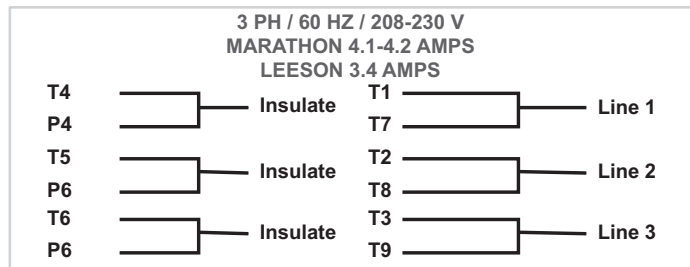 3 PH / 60 HZ / 208-230 V
MARATHON 4.1-4.2 AMPS
LEESON 3.4 AMPS
T4
P4
Insulate
T5
P6
Insulate
T6
P6
Insulate
T1
T7
Line 1
T2
T8
Line 2
T3
T9
Line 3